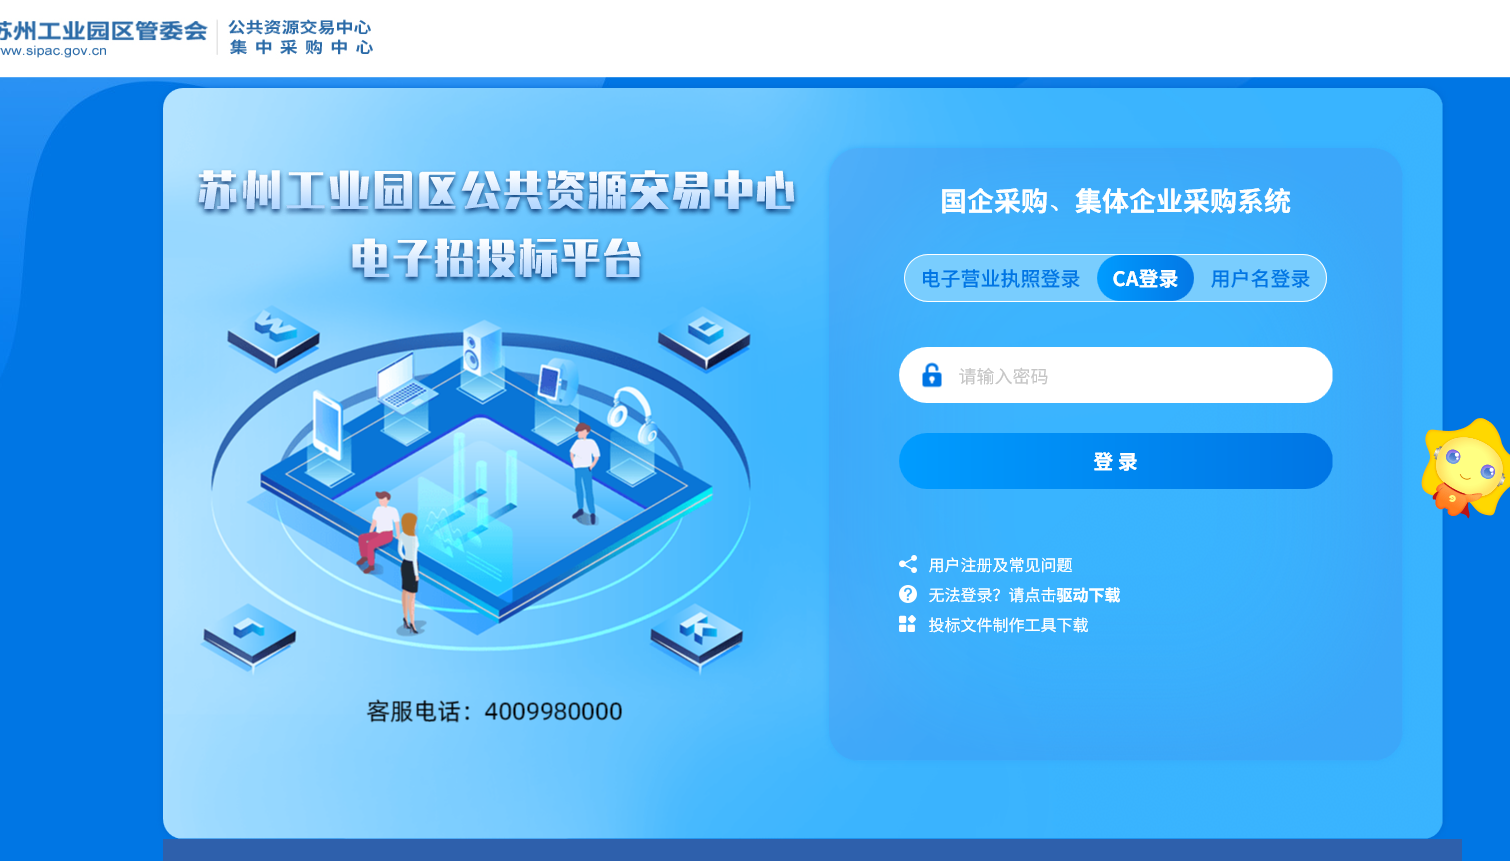 苏州工业园区管委会
ww.sipac.gov.cn
公共资源交易中心
集中采购中心
苏州工业园区公共资源交易中心
电子招投标平台
国企采购、集体企业采购系统
电子营业执照登录 CA登录 用户名登录
请输入密码
登 录
用户注册及常见问题
无法登录？请点击驱动下载
投标文件制作工具下载
W
K
客服电话：4009980000